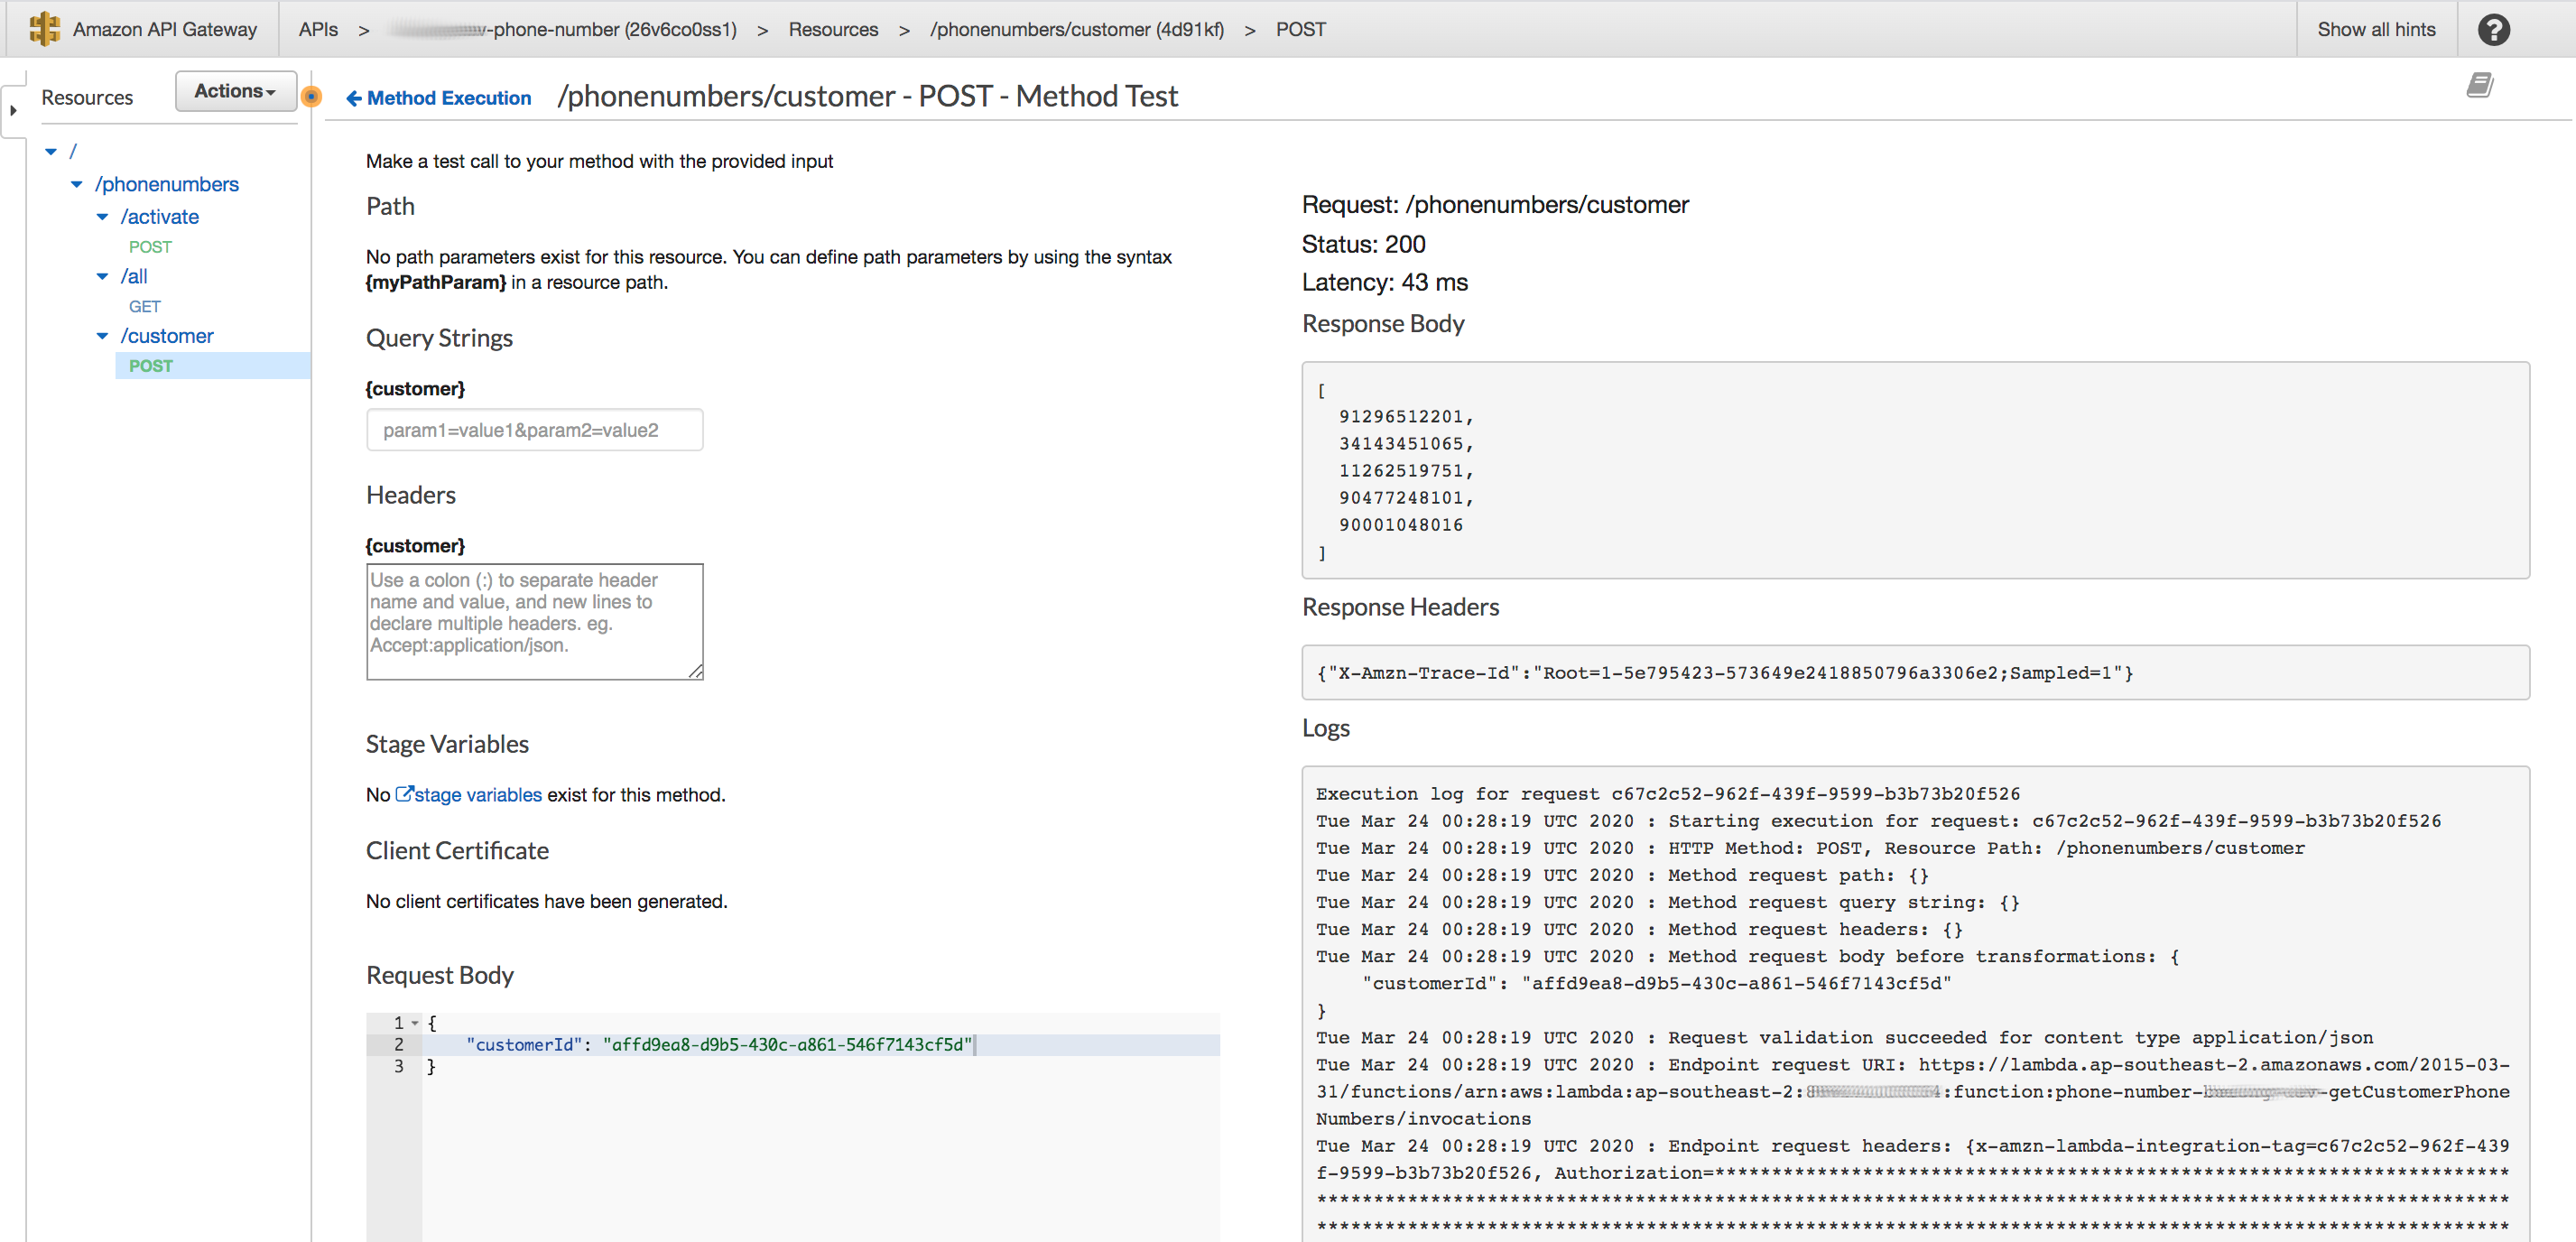 Amazon API Gateway
APIs > -phone-number (26v6co0ss1) > Resources > /phonenumbers/customer (4d91kf) > POST
Show all hints
?
Resources
Actions
Method Execution
/phonenumbers/customer - POST - Method Test
/
/phonenumbers
/activate
POST
/all
GET
/customer
POST
Make a test call to your method with the provided input
Path
No path parameters exist for this resource. You can define path parameters by using the syntax
{myPathParam} in a resource path.
Query Strings
{customer}
param1=value1&param2=value2
Headers
{customer}
Use a colon (:) to separate header
name and value, and new lines to
declare multiple headers. eg.
Accept:application/json.
Stage Variables
No stage variables exist for this method.
Client Certificate
No client certificates have been generated.
Request Body
1 {
2 "customerId": "affd9ea8-d9b5-430c-a861-546f7143cf5d"
3 }
Request: /phonenumbers/customer
Status: 200
Latency: 43 ms
Response Body
[
91296512201,
34143451065,
11262519751,
90477248101,
90001048016
]
Response Headers
{"X-Amzn-Trace-Id":"Root=1-5e795423-573649e2418850796a3306e2;Sampled=1"}
Logs
Execution log for request c67c2c52-962f-439f-9599-b3b73b20f526
Tue Mar 24 00:28:19 UTC 2020 : Starting execution for request: c67c2c52-962f-439f-9599-b3b73b20f526
Tue Mar 24 00:28:19 UTC 2020 : HTTP Method: POST, Resource Path: /phonenumbers/customer
Tue Mar 24 00:28:19 UTC 2020 : Method request path: {}
Tue Mar 24 00:28:19 UTC 2020 : Method request query string: {}
Tue Mar 24 00:28:19 UTC 2020 : Method request headers: {}
Tue Mar 24 00:28:19 UTC 2020 : Method request body before transformations: {
"customerId": "affd9ea8-d9b5-430c-a861-546f7143cf5d"
}
Tue Mar 24 00:28:19 UTC 2020 : Request validation succeeded for content type application/json
Tue Mar 24 00:28:19 UTC 2020 : Endpoint request URI: https://lambda.ap-southeast-2.amazonaws.com/2015-03-
31/functions/arn:aws:lambda:ap-southeast-2: :function:phone-number- -getCustomerPhone
Numbers/invocations
Tue Mar 24 00:28:19 UTC 2020 : Endpoint request headers: {x-amzn-lambda-integration-tag=c67c2c52-962f-439
f-9599-b3b73b20f526, Authorization=**********************************************************************
*********************************************************************************************************
*********************************************************************************************************